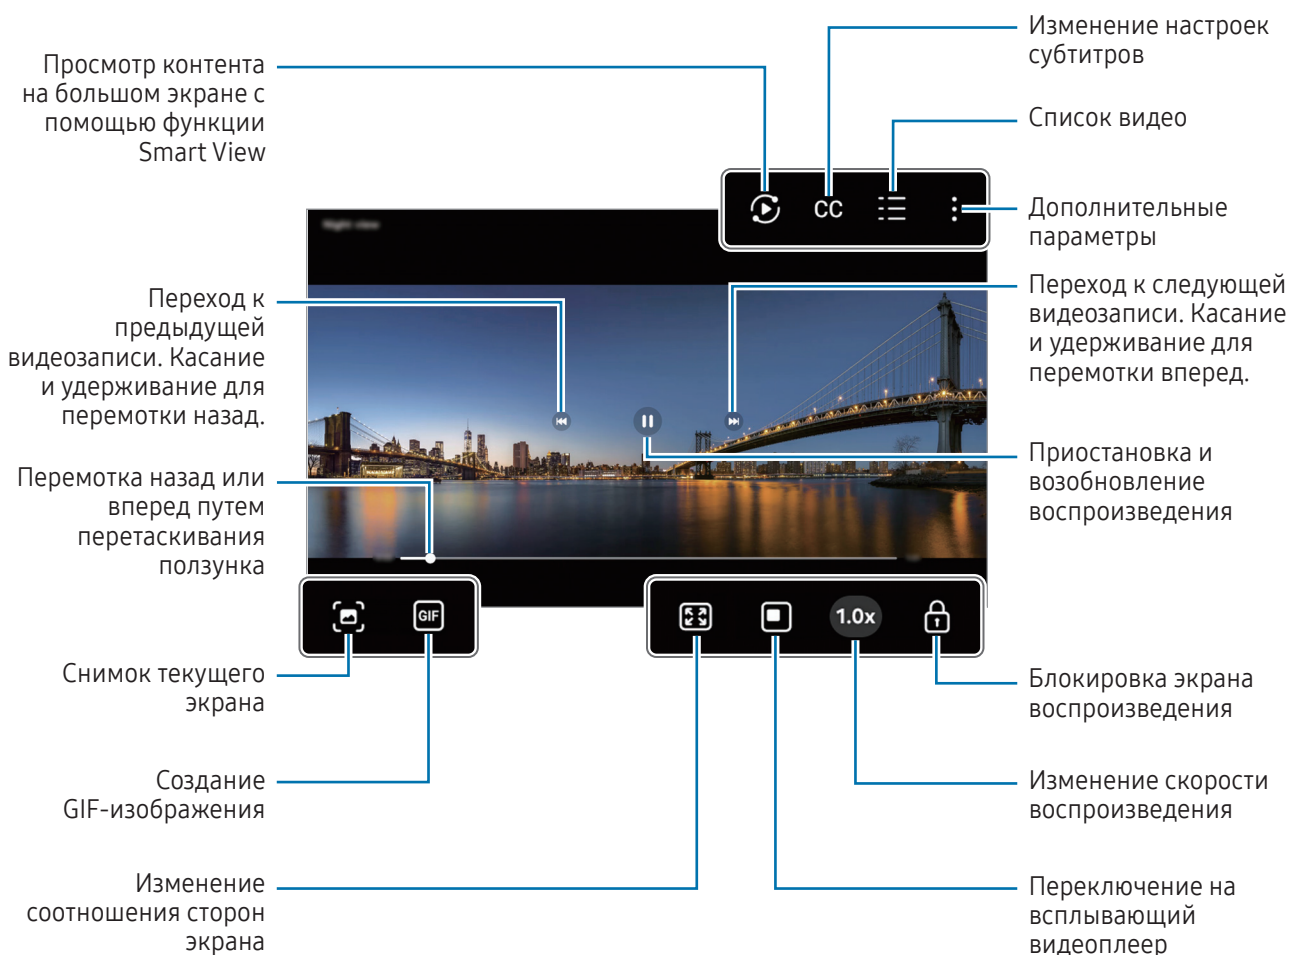 Изменение настроек
субтитров
Просмотр контента
на большом экране с
помощью функции
Smart View
Список видео
CC
Дополнительные
параметры
Night view
Переход к
предыдущей
видеозаписи. Касание
и удерживание для
перемотки назад.
Переход к следующей
видеозаписи. Касание
и удерживание для
перемотки вперед.
Приостановка и
возобновление
воспроизведения
Перемотка назад или
вперед путем
перетаскивания
ползунка
GIF
1.0x
Снимок текущего
экрана
Блокировка экрана
воспроизведения
Создание
GIF-изображения
Изменение скорости
воспроизведения
Изменение
соотношения сторон
экрана
Переключение на
всплывающий
видеоплеер